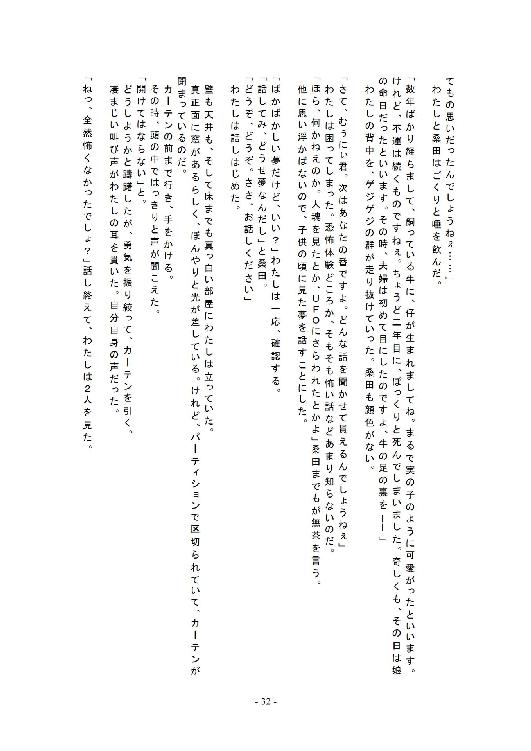 てもの思いだったんでしょうねぇ……。
わたしと桑田はごくりと唾を飲んだ。
「数年ばかり経ちまして、飼っている牛に、仔が生まれましてね。まるで実の子のように可愛がったといいます。
けれど、不運は続くものですねぇ。ちょうど二年目に、ぽっくりと死んでしまいました。奇しくも、その日は娘
の命日だったといいます。その時、夫婦は初めて目にしたのですよ、牛の足の裏を――」
わたしの背中を、ゲジゲジの群が走り抜けていった。桑田も顔色がない。
「さて、むぅにぃ君、次はあなたの番ですよ。どんな話を聞かせて貰えるんでしょうねぇ」
わたしは困ってしまった。恐怖体験どころか、そもそも怖い話などあまり知らないのだ。
「ほら、何かねえのか。人魂を見たとか、ＵＦＯにさらわれたとかよ」桑田までもが無茶を言う。
他に思い浮かばないので、子供の頃に見た夢を話すことにした。
「ばかばかしい夢だけど、いい？」わたしは一応、確認する。
「話してみ、どうせ夢なんだし」と桑田。
「どうぞ、どうぞ。ささ、お話しください」
わたしは話しはじめた。
壁も天井も、そして床までも真っ白い部屋にわたしは立っていた。
真正面に窓があるらしく、ぼんやりと光が差している。けれど、パーティションで区切られていて、カーテンが
閉まっているのだ。
カーテンの前まで行き、手をかける。
その時、頭の中ではっきりと声が聞こえた。
「開けてはならない」と。
どうしようかと躊躇したが、勇気を振り絞って、カーテンを引く。
凄まじい叫び声がわたしの耳を貫いた。自分自身の声だった。
「ねっ、全然怖くなかったでしょ？」話し終えて、わたしは２人を見た。
- 32 -